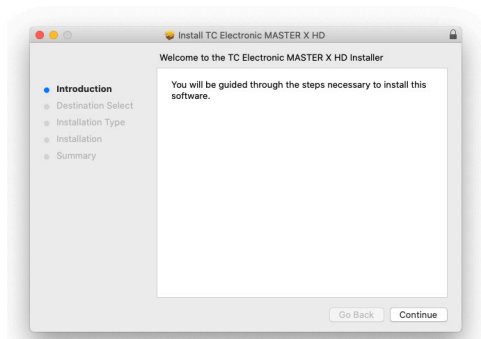 Install TC Electronic MASTER X HD
Welcome to the TC Electronic MASTER X HD Installer
Introduction
Destination Select
Installation Type
Installation
Summary
You will be guided through the steps necessary to install this
software.
Go Back
Continue